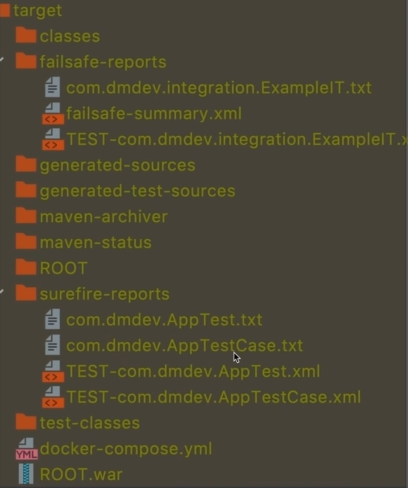 target
classes
failsafe-reports
com.dmdev.integration.ExampleIT.txt
failsafe-summary.xml
TEST-com.dmdev.integration.ExampleIT.x
generated-sources
generated-test-sources
maven-archiver
maven-status
ROOT
surefire-reports
com.dmdev.AppTest.txt
com.dmdev.AppTestCase.txt
TEST-com.dmdev.AppTest.xml
TEST-com.dmdev.AppTestCase.xml
test-classes
YML docker-compose.yml
ROOT.war